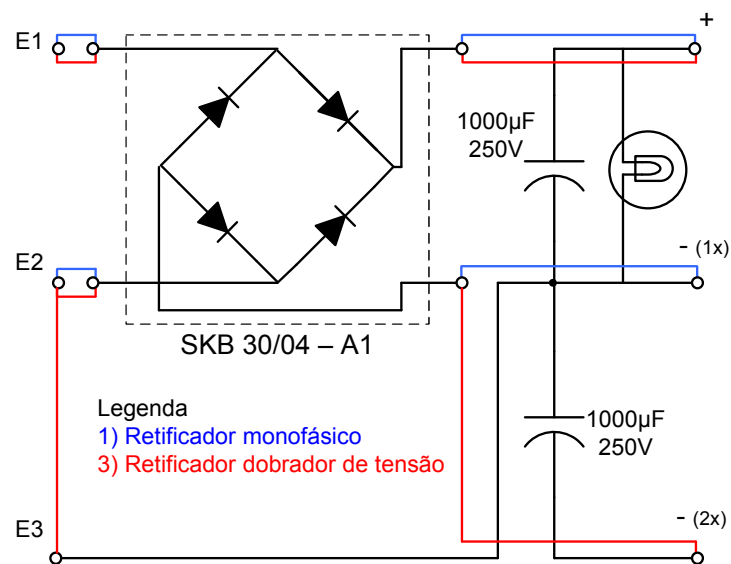 E1
+
1000µF
250V
E2
- (1x)
SKB 30/04 – A1
Legenda
1) Retificador monofásico
3) Retificador dobrador de tensão
1000µF
250V
E3
- (2x)